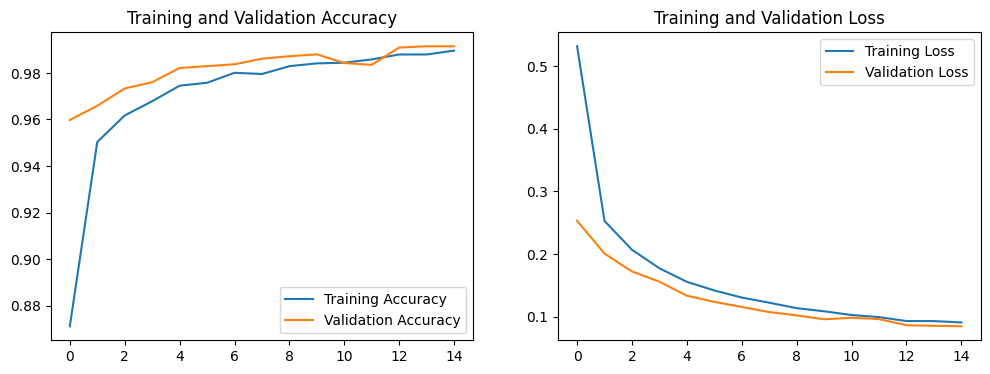 Training and Validation Accuracy
0.98
0.96
0.94
0.92
0.90
0.88
0 2 4 6 8 10 12 14
Training Accuracy
Validation Accuracy
Training and Validation Loss
0.5
0.4
0.3
0.2
0.1
0 2 4 6 8 10 12 14
Training Loss
Validation Loss